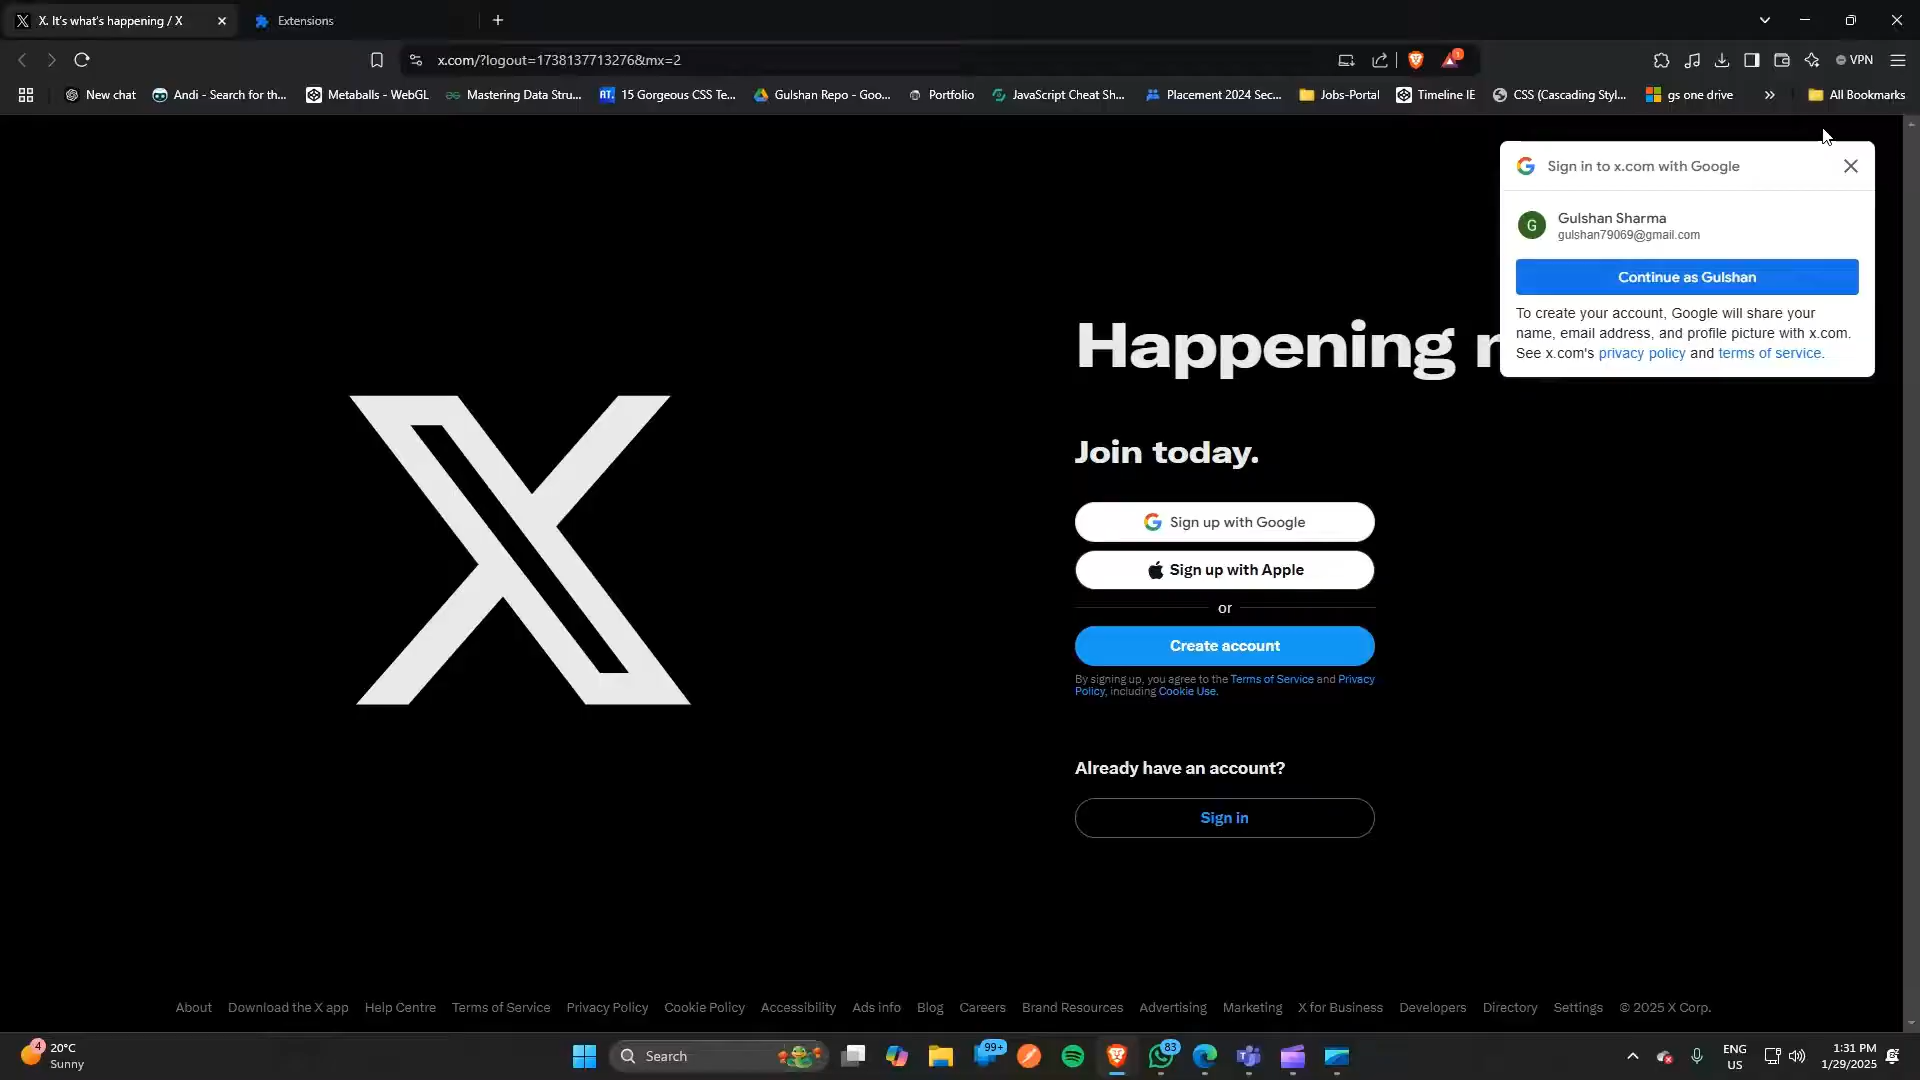 X. It's what's happening / X
Extensions
x.com/?logout=1738137713276&mx=2
1
VPN
New chat
Andi - Search for th...
Metaballs - WebGL
Mastering Data Stru...
15 Gorgeous CSS Te...
Gulshan Repo - Goo...
Portfolio
JavaScript Cheat Sh...
Placement 2024 Sec...
Jobs-Portal
Timeline IE
CSS (Cascading Styl...
gs one drive
All Bookmarks
Sign in to x.com with Google
G
Gulshan Sharma
gulshan79069@gmail.com
Continue as Gulshan
To create your account, Google will share your
name, email address, and profile picture with x.com.
See x.com's privacy policy and terms of service.
Happening
Join today.
Sign up with Google
Sign up with Apple
or
Create account
By signing up, you agree to the Terms of Service and Privacy
Policy, including Cookie Use.
Already have an account?
Sign in
About Download the X app Help Centre Terms of Service Privacy Policy Cookie Policy Accessibility Ads info Blog Careers Brand Resources Advertising Marketing X for Business Developers Directory Settings © 2025 X Corp.
4
20°C
Sunny
Search
99+
83
ENG
US
1:31 PM
1/29/2025